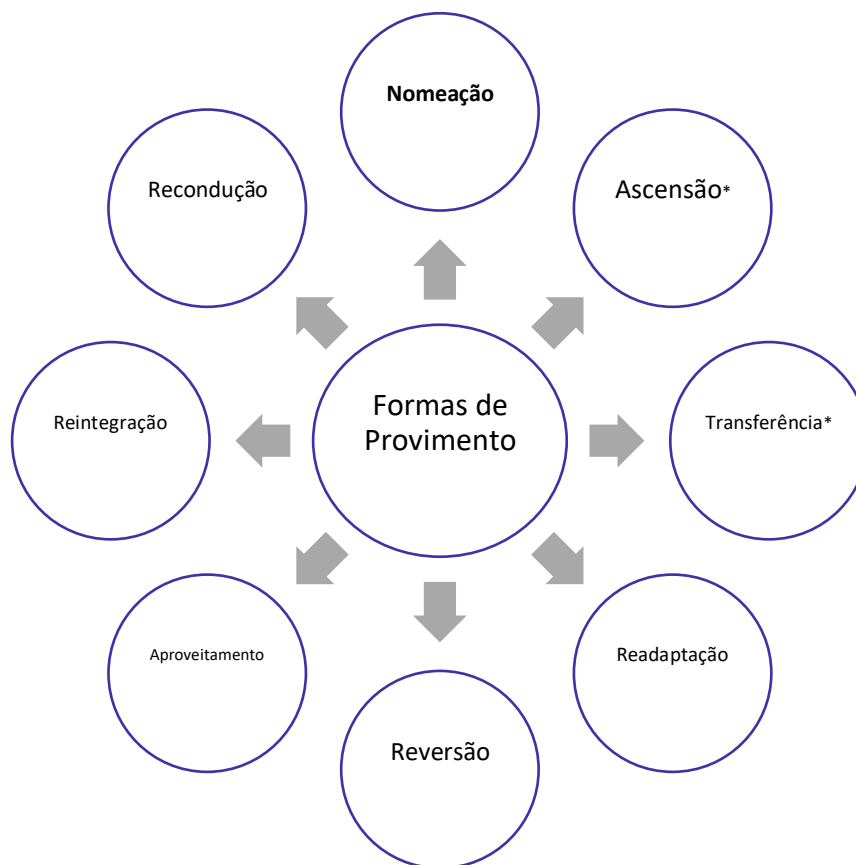 Nomeação
Recondução
Ascensão*
Formas de
Provimento
Reintegração
Transferência*
Aproveitamento
Readaptação
Reversão